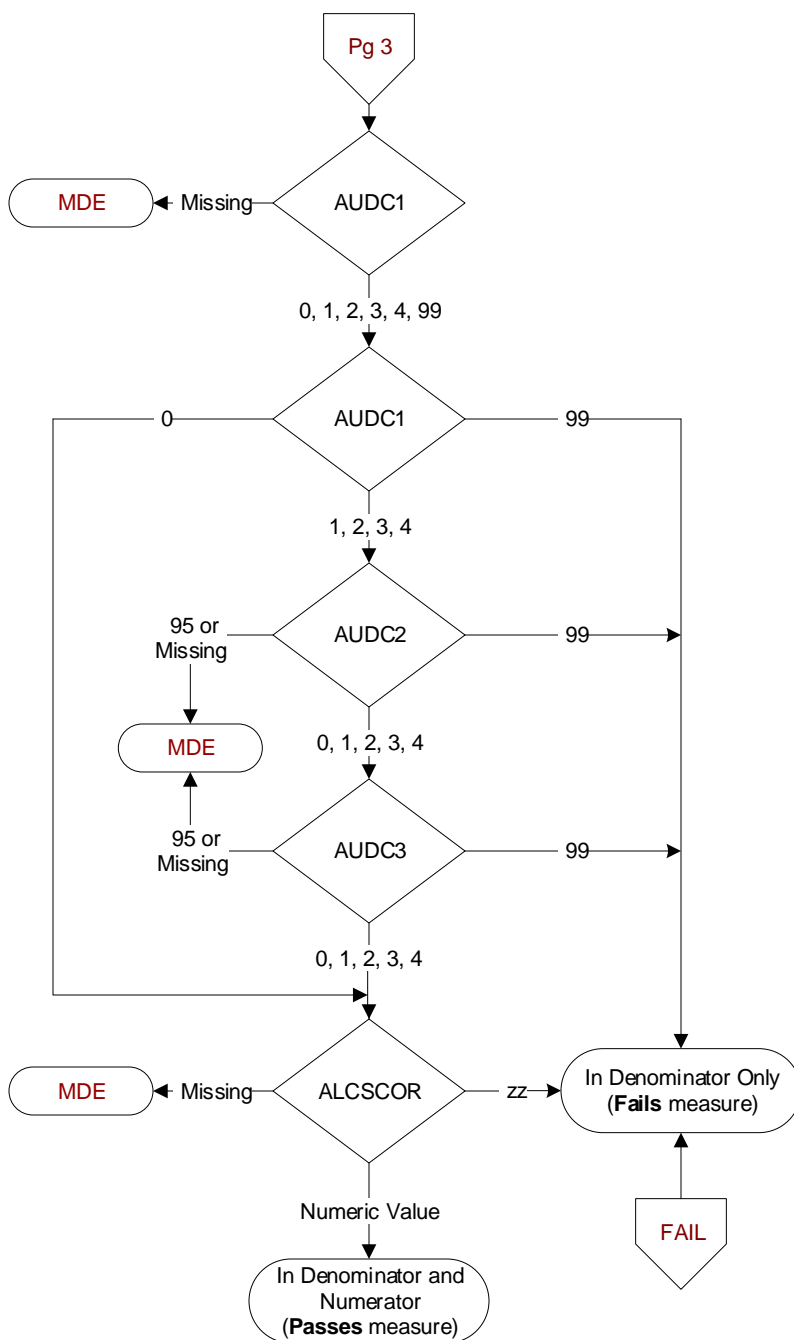 Pg 3
AUDC1
MDE
Missing
0, 1, 2, 3, 4, 99
AUDC1
0
99
1, 2, 3, 4
AUDC2
95 or
Missing
99
MDE
0, 1, 2, 3, 4
AUDC3
95 or
Missing
99
0, 1, 2, 3, 4
ALCSCOR
MDE
Missing
zz
In Denominator Only
(Fails measure)
Numeric Value
FAIL
In Denominator and
Numerator
(Passes measure)